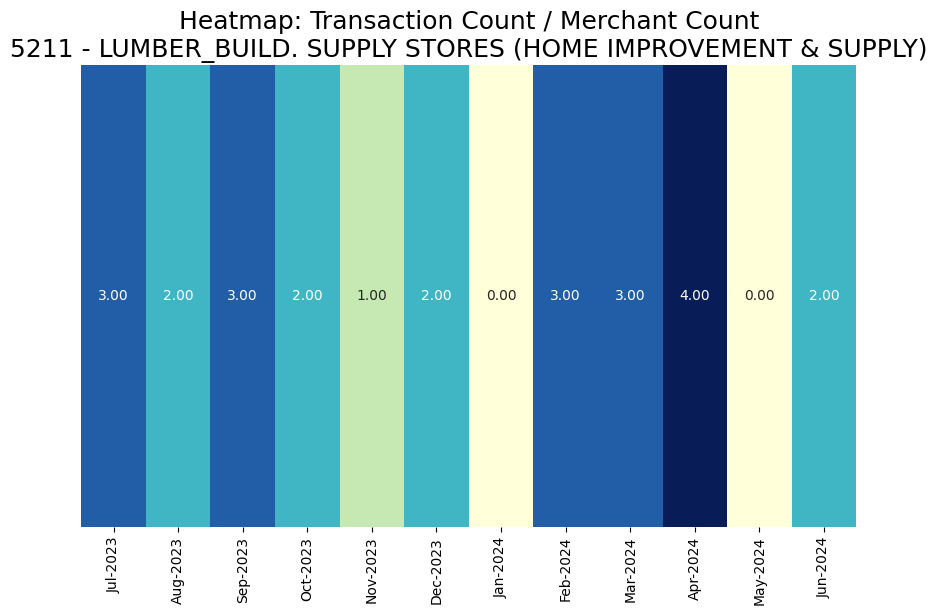 Heatmap: Transaction Count / Merchant Count
5211 - LUMBER_BUILD. SUPPLY STORES (HOME IMPROVEMENT & SUPPLY)
3.00 2.00 3.00 2.00 1.00 2.00 0.00 3.00 3.00 4.00 0.00 2.00
Jul-2023 Aug-2023 Sep-2023 Oct-2023 Nov-2023 Dec-2023 Jan-2024 Feb-2024 Mar-2024 Apr-2024 May-2024 Jun-2024